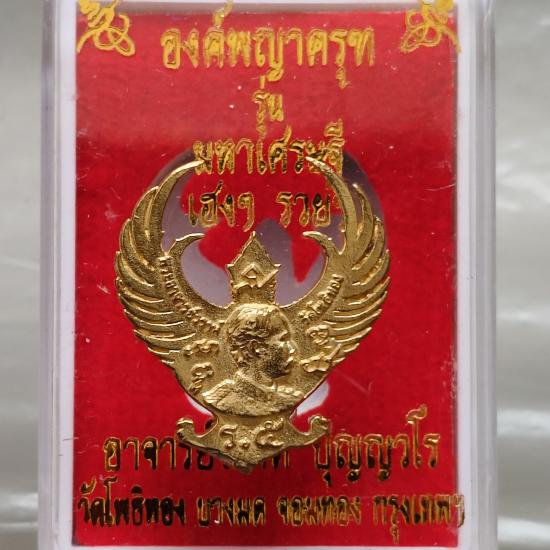 องค์พญาครุฑ
รุ่น
มหาเศรษฐี
เฮงๆ รวยๆ
ร.๕
อาจารย์ ปุญญวโร
วัดโพธิทอง บางมด จอมทอง กรุงเทพฯ